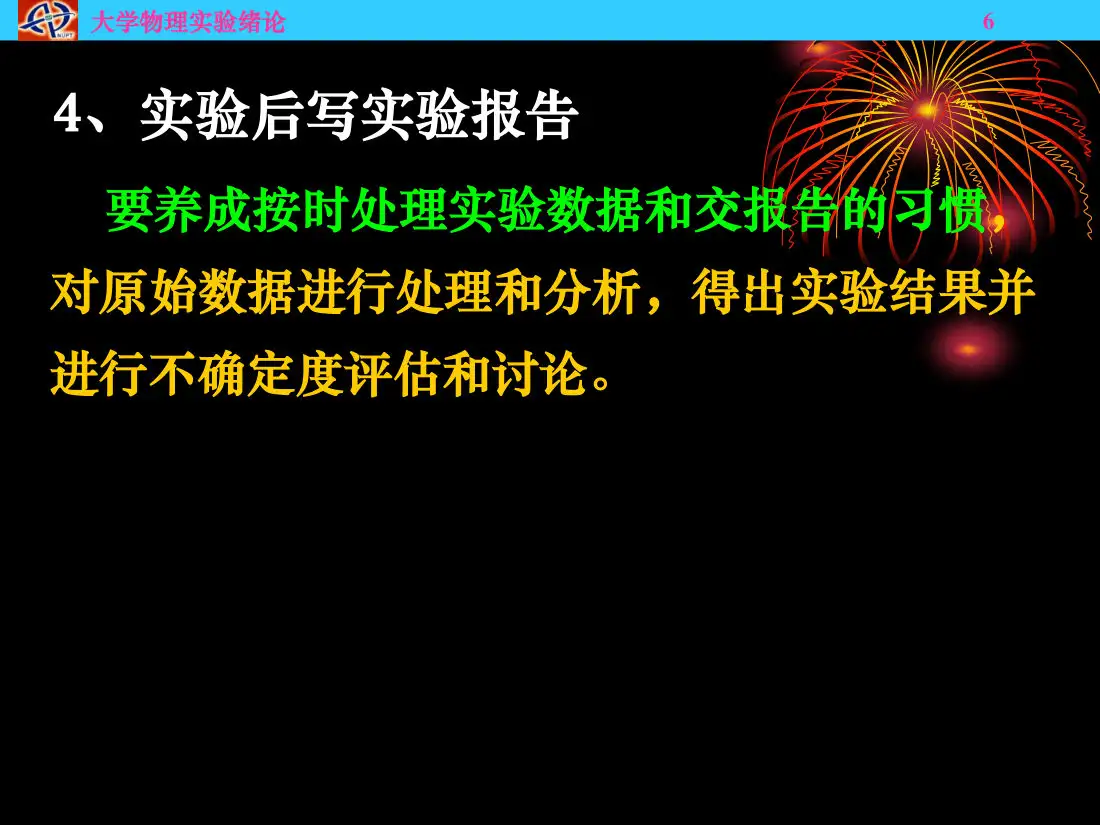 大学物理实验绪论 6
NUPT
4、实验后写实验报告
要养成按时处理实验数据和交报告的习惯，
对原始数据进行处理和分析，得出实验结果并
进行不确定度评估和讨论。